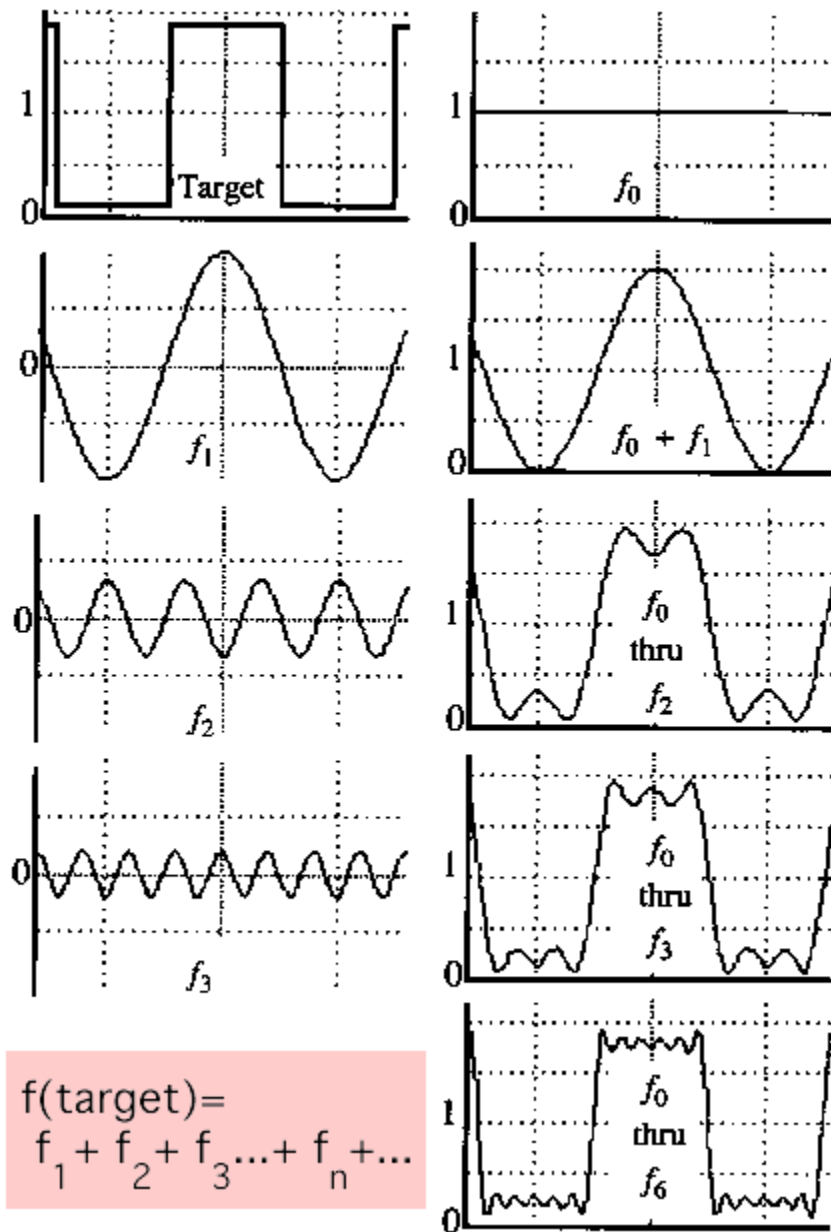 1
0
Target
1
0
f₀
0
f₁
1
0
f₀ + f₁
0
f₂
1
0
f₀
thru
f₂
0
f₃
1
0
f₀
thru
f₃
f(target)=
f₁+ f₂+ f₃...+ fₙ+...
1
0
f₀
thru
f₆